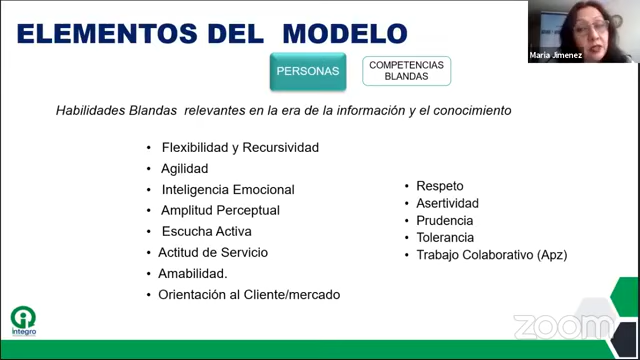 ELEMENTOS DEL MODELO
Maria Jimenez
PERSONAS
COMPETENCIAS
BLANDAS
Habilidades Blandas relevantes en la era de la información y el conocimiento
• Flexibilidad y Recursividad
• Agilidad
• Inteligencia Emocional
• Amplitud Perceptual
• Escucha Activa
• Actitud de Servicio
• Amabilidad.
• Orientación al Cliente/mercado
• Respeto
• Asertividad
• Prudencia
• Tolerancia
• Trabajo Colaborativo (Apz)
integro
zoom